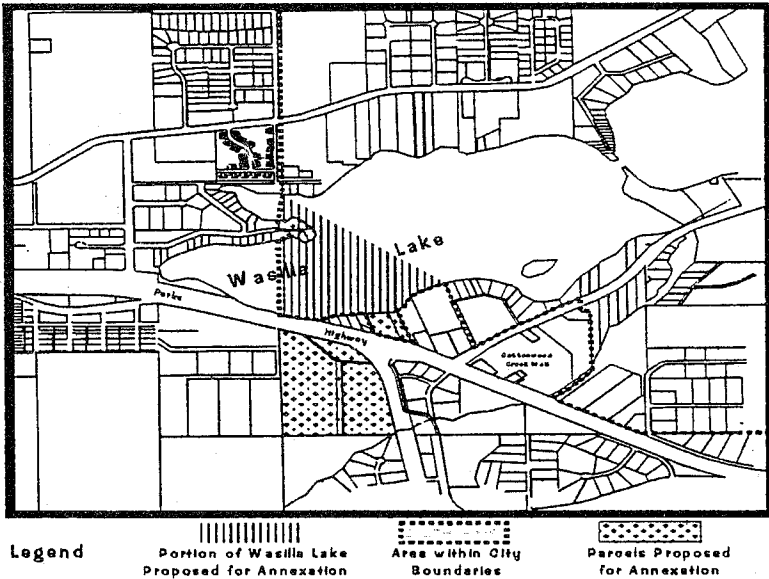 Wasilla
Lake
Parks
Highway
Cottonwood
Creek Mall
Legend
Portion of Wasilla Lake
Proposed for Annexation
Area within City
Boundaries
Parcels Proposed
for Annexation